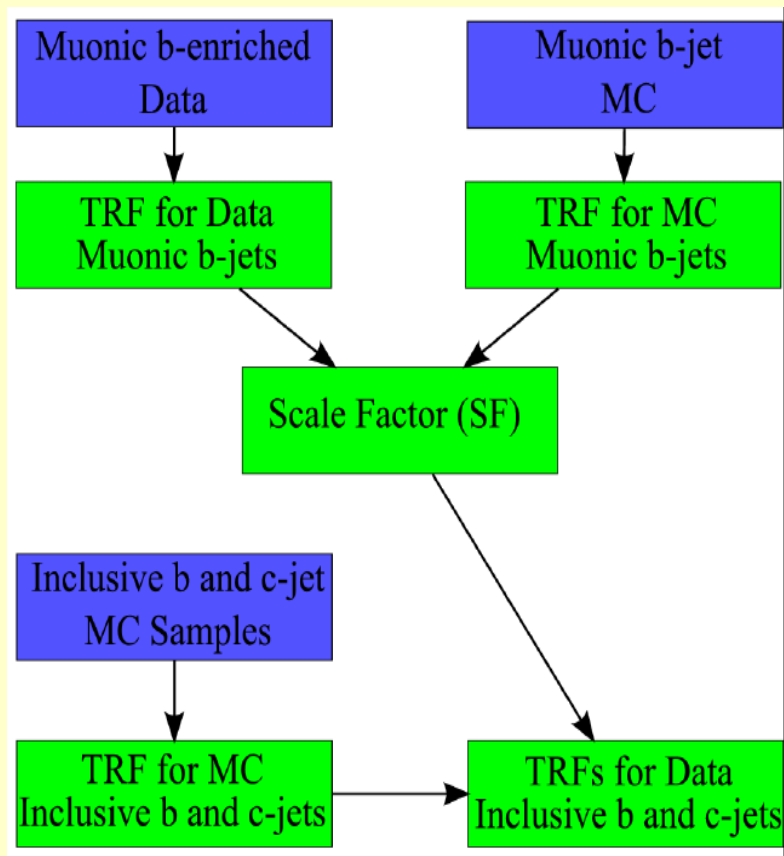 Muonic b-enriched
Data
Muonic b-jet
MC
TRF for Data
Muonic b-jets
TRF for MC
Muonic b-jets
Scale Factor (SF)
Inclusive b and c-jet
MC Samples
TRF for MC
Inclusive b and c-jets
TRFs for Data
Inclusive b and c-jets